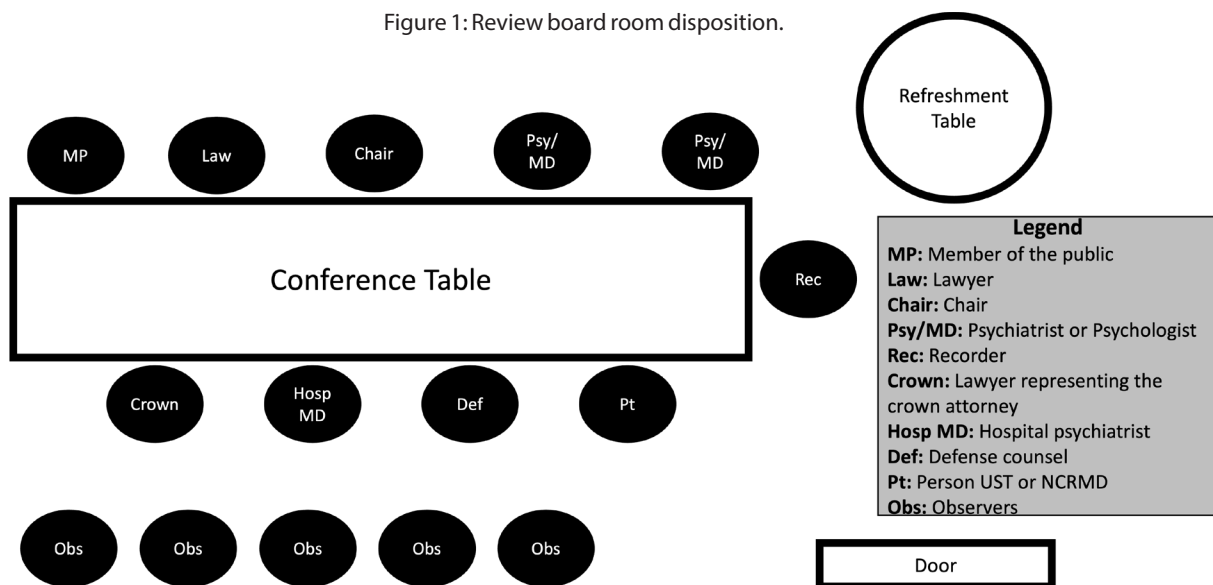 Figure 1: Review board room disposition.
Refreshment
Table
MP
Law
Chair
Psy/
MD
Psy/
MD
Conference Table
Rec
Legend
MP: Member of the public
Law: Lawyer
Chair: Chair
Psy/MD: Psychiatrist or Psychologist
Rec: Recorder
Crown: Lawyer representing the
crown attorney
Hosp MD: Hospital psychiatrist
Def: Defense counsel
Pt: Person UST or NCRMD
Obs: Observers
Crown
Hosp
MD
Def
Pt
Obs
Obs
Obs
Obs
Obs
Door